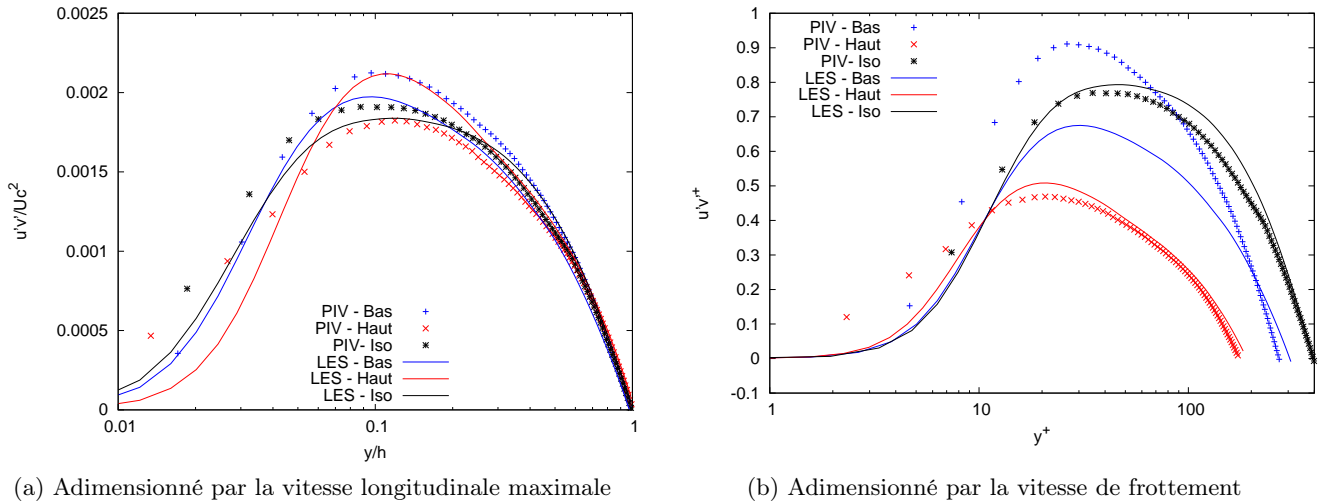 0.0025
0.002
0.0015
0.001
0.0005
0
u'v'/Uc²
0.01
0.1
1
y/h
PIV - Bas
PIV - Haut
PIV- Iso
LES - Bas
LES - Haut
LES - Iso
(a) Adimensionné par la vitesse longitudinale maximale
1
0.9
0.8
0.7
0.6
0.5
0.4
0.3
0.2
0.1
0
-0.1
u'v'⁺
1
10
100
y⁺
PIV - Bas
PIV - Haut
PIV- Iso
LES - Bas
LES - Haut
LES - Iso
(b) Adimensionné par la vitesse de frottement